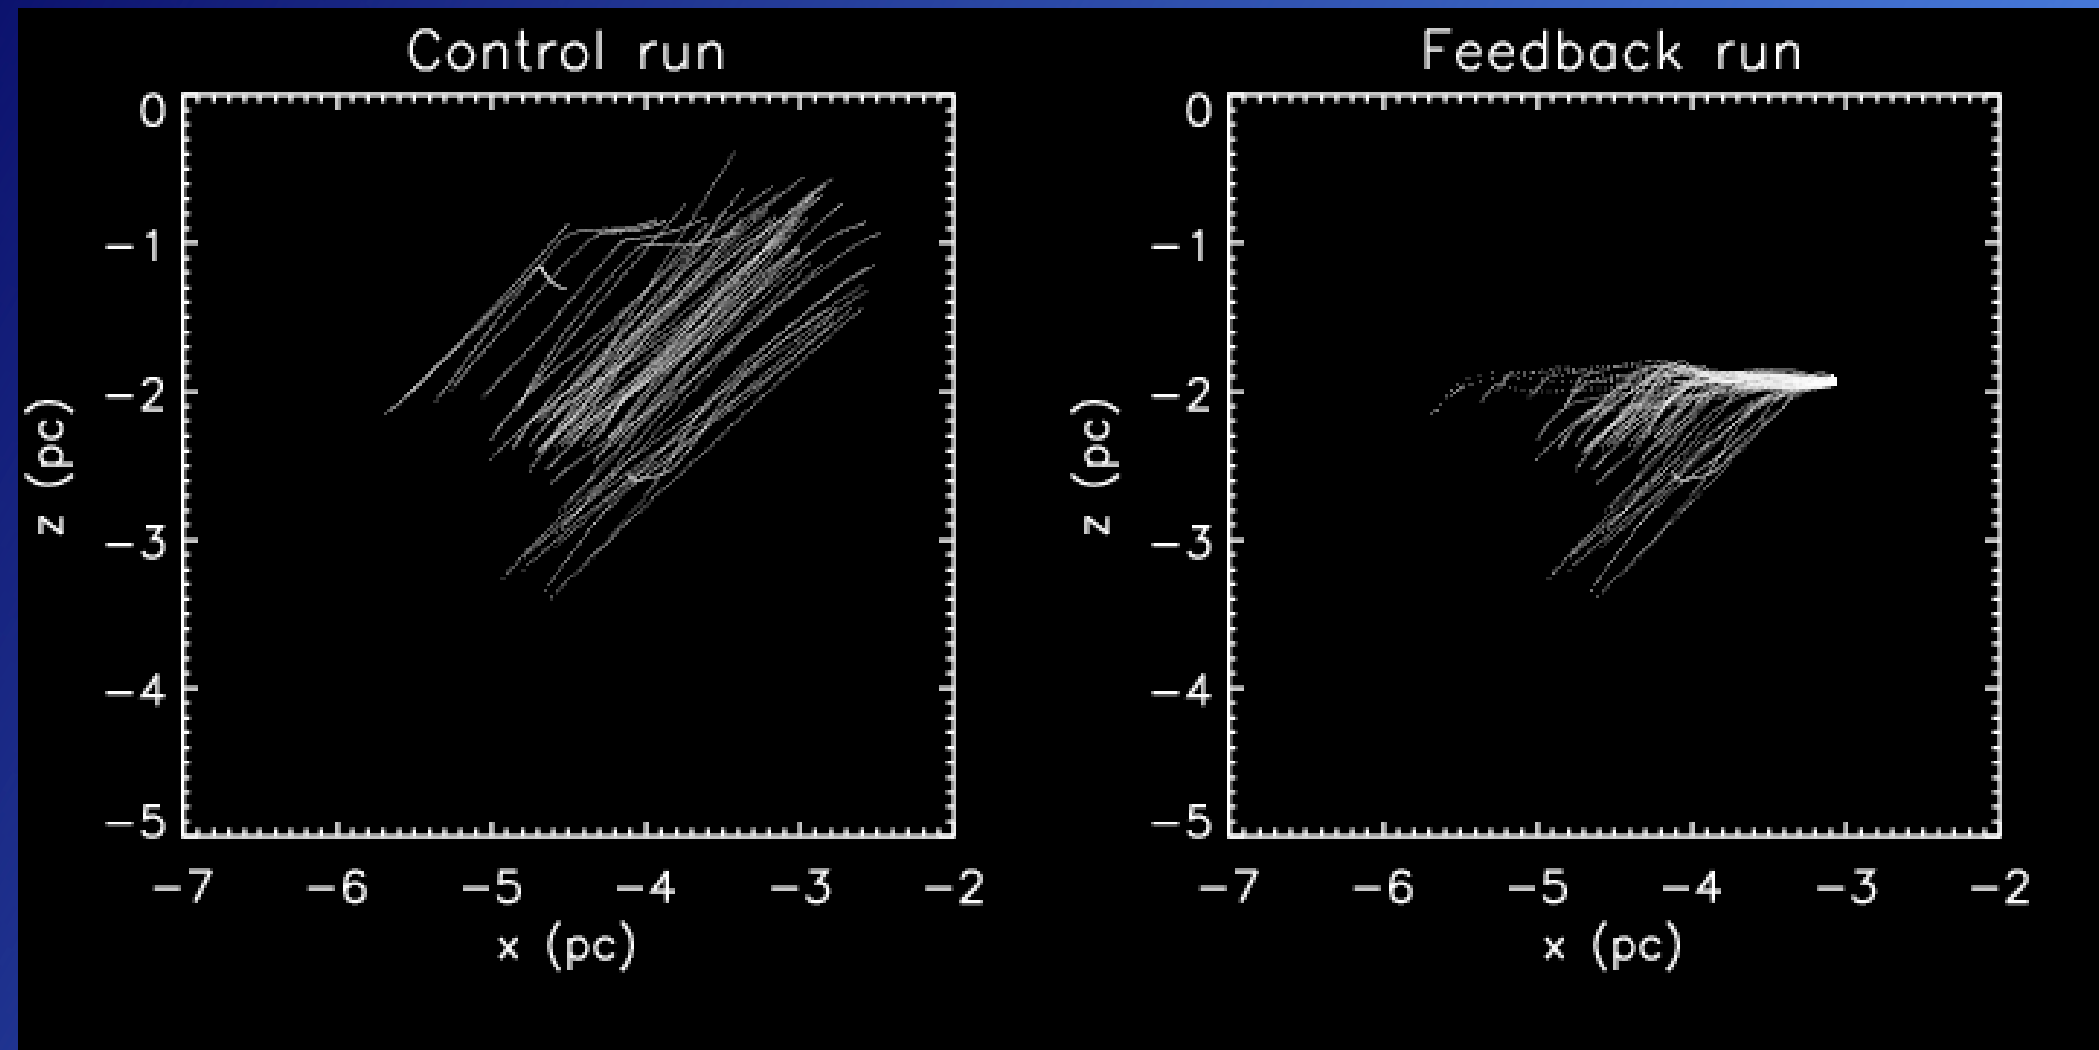 Control run
Feedback run
0
−1
−2
−3
−4
−5
z (pc)
−7 −6 −5 −4 −3 −2
x (pc)
0
−1
−2
−3
−4
−5
z (pc)
−7 −6 −5 −4 −3 −2
x (pc)